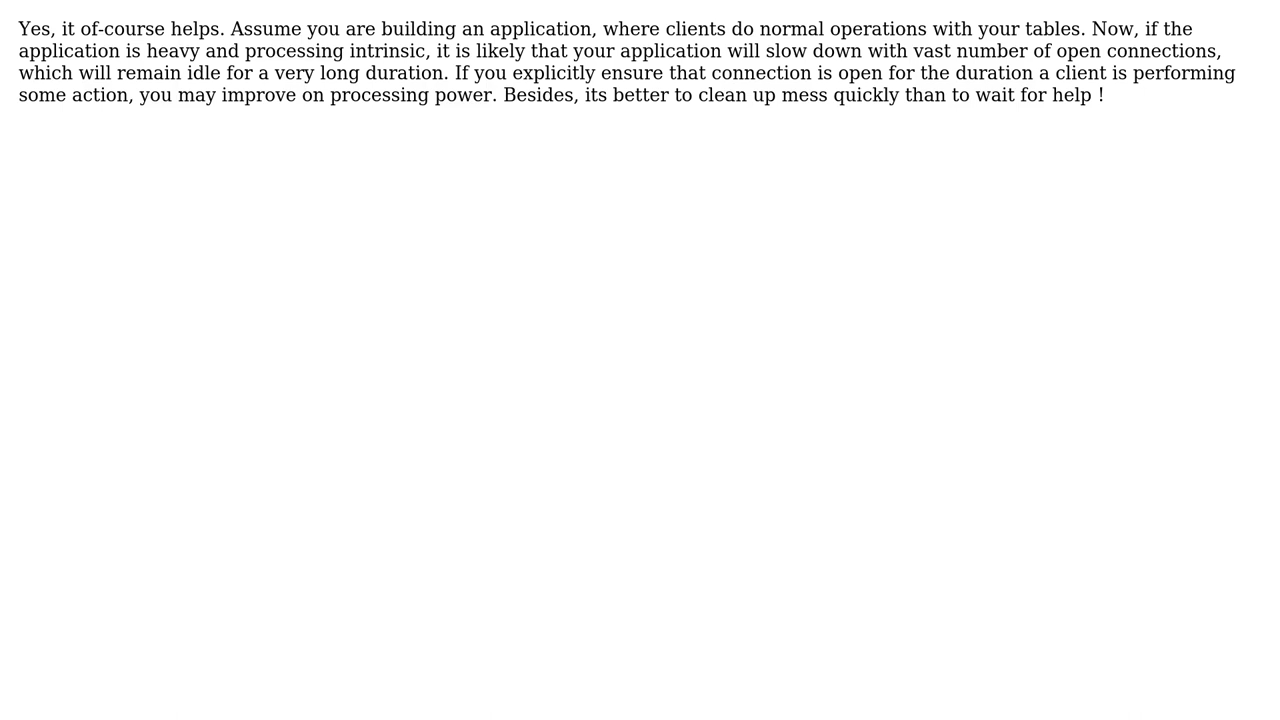 Yes, it of-course helps. Assume you are building an application, where clients do normal operations with your tables. Now, if the
application is heavy and processing intrinsic, it is likely that your application will slow down with vast number of open connections,
which will remain idle for a very long duration. If you explicitly ensure that connection is open for the duration a client is performing
some action, you may improve on processing power. Besides, its better to clean up mess quickly than to wait for help !